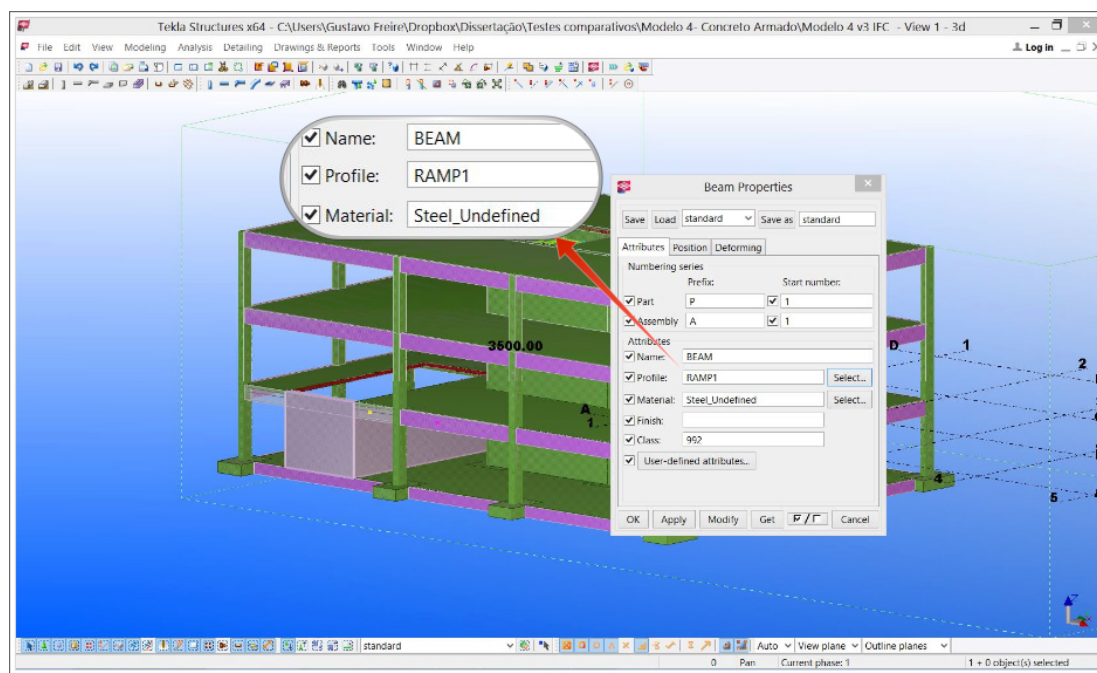 Tekla Structures x64 - C:\Users\Gustavo Freire\Dropbox\Dissertação\Testes comparativos\Modelo 4- Concreto Armado\Modelo 4 v3 IFC - View 1 - 3d
File Edit View Modeling Analysis Detailing Drawings & Reports Tools Window Help Log in
Name: BEAM
Profile: RAMP1
Material: Steel_Undefined
Beam Properties
Save Load standard Save as standard
Attributes Position Deforming
Numbering series
Prefix: Start number:
Part P 1
Assembly A 1
Attributes
Name: BEAM
Profile: RAMP1 Select...
Material: Steel_Undefined Select...
Finish:
Class: 992
User-defined attributes...
OK Apply Modify Get Cancel
3500.00
D 1
2
A
1
4
5
standard Auto View plane Outline planes
0 Pan Current phase: 1 1 + 0 object(s) selected